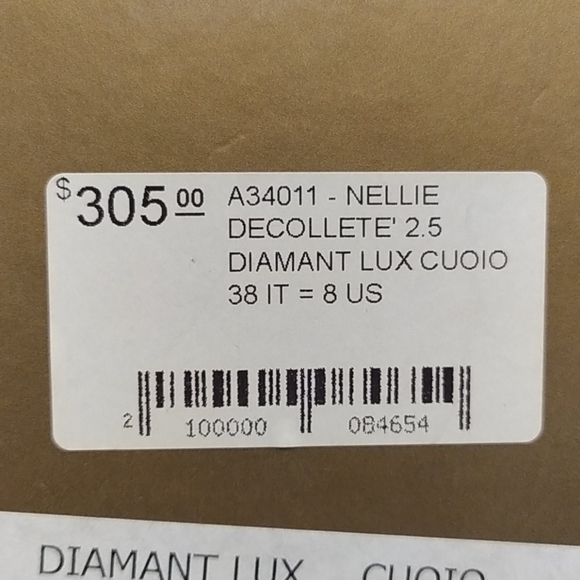 $305.00 A34011 - NELLIE
DECOLLETE' 2.5
DIAMANT LUX CUOIO
38 IT = 8 US
2 100000 084654
DIAMANT LUX CUOIO